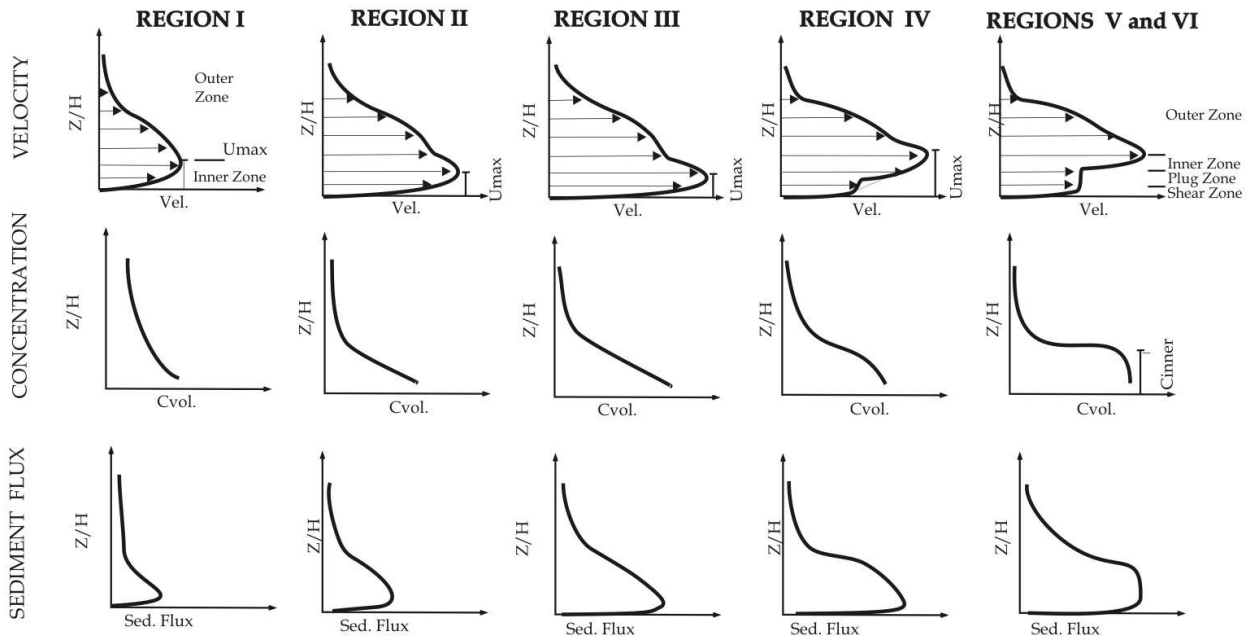 REGION I
REGION II
REGION III
REGION IV
REGIONS V and VI
VELOCITY
Z/H
Outer
Zone
Umax
Inner Zone
Vel.
Z/H
Umax
Vel.
Z/H
Umax
Vel.
Z/H
Umax
Vel.
Z/H
Outer Zone
Inner Zone
Plug Zone
Shear Zone
Vel.
CONCENTRATION
Z/H
Cvol.
Z/H
Cvol.
Z/H
Cvol.
Z/H
Cvol.
Z/H
Cinner
Cvol.
SEDIMENT FLUX
Z/H
Sed. Flux
Z/H
Sed. Flux
Z/H
Sed. Flux
Z/H
Sed. Flux
Z/H
Sed. Flux